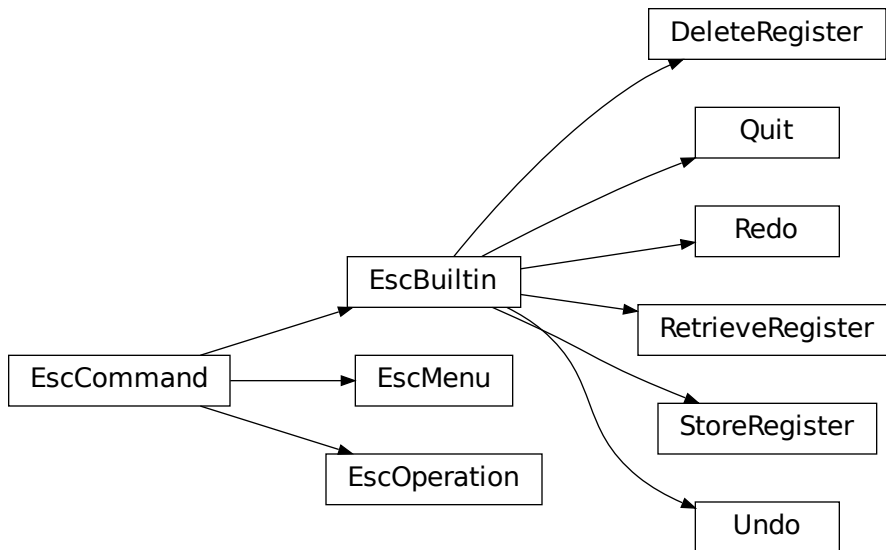 DeleteRegister
Quit
Redo
EscBuiltin
RetrieveRegister
EscCommand
EscMenu
StoreRegister
EscOperation
Undo